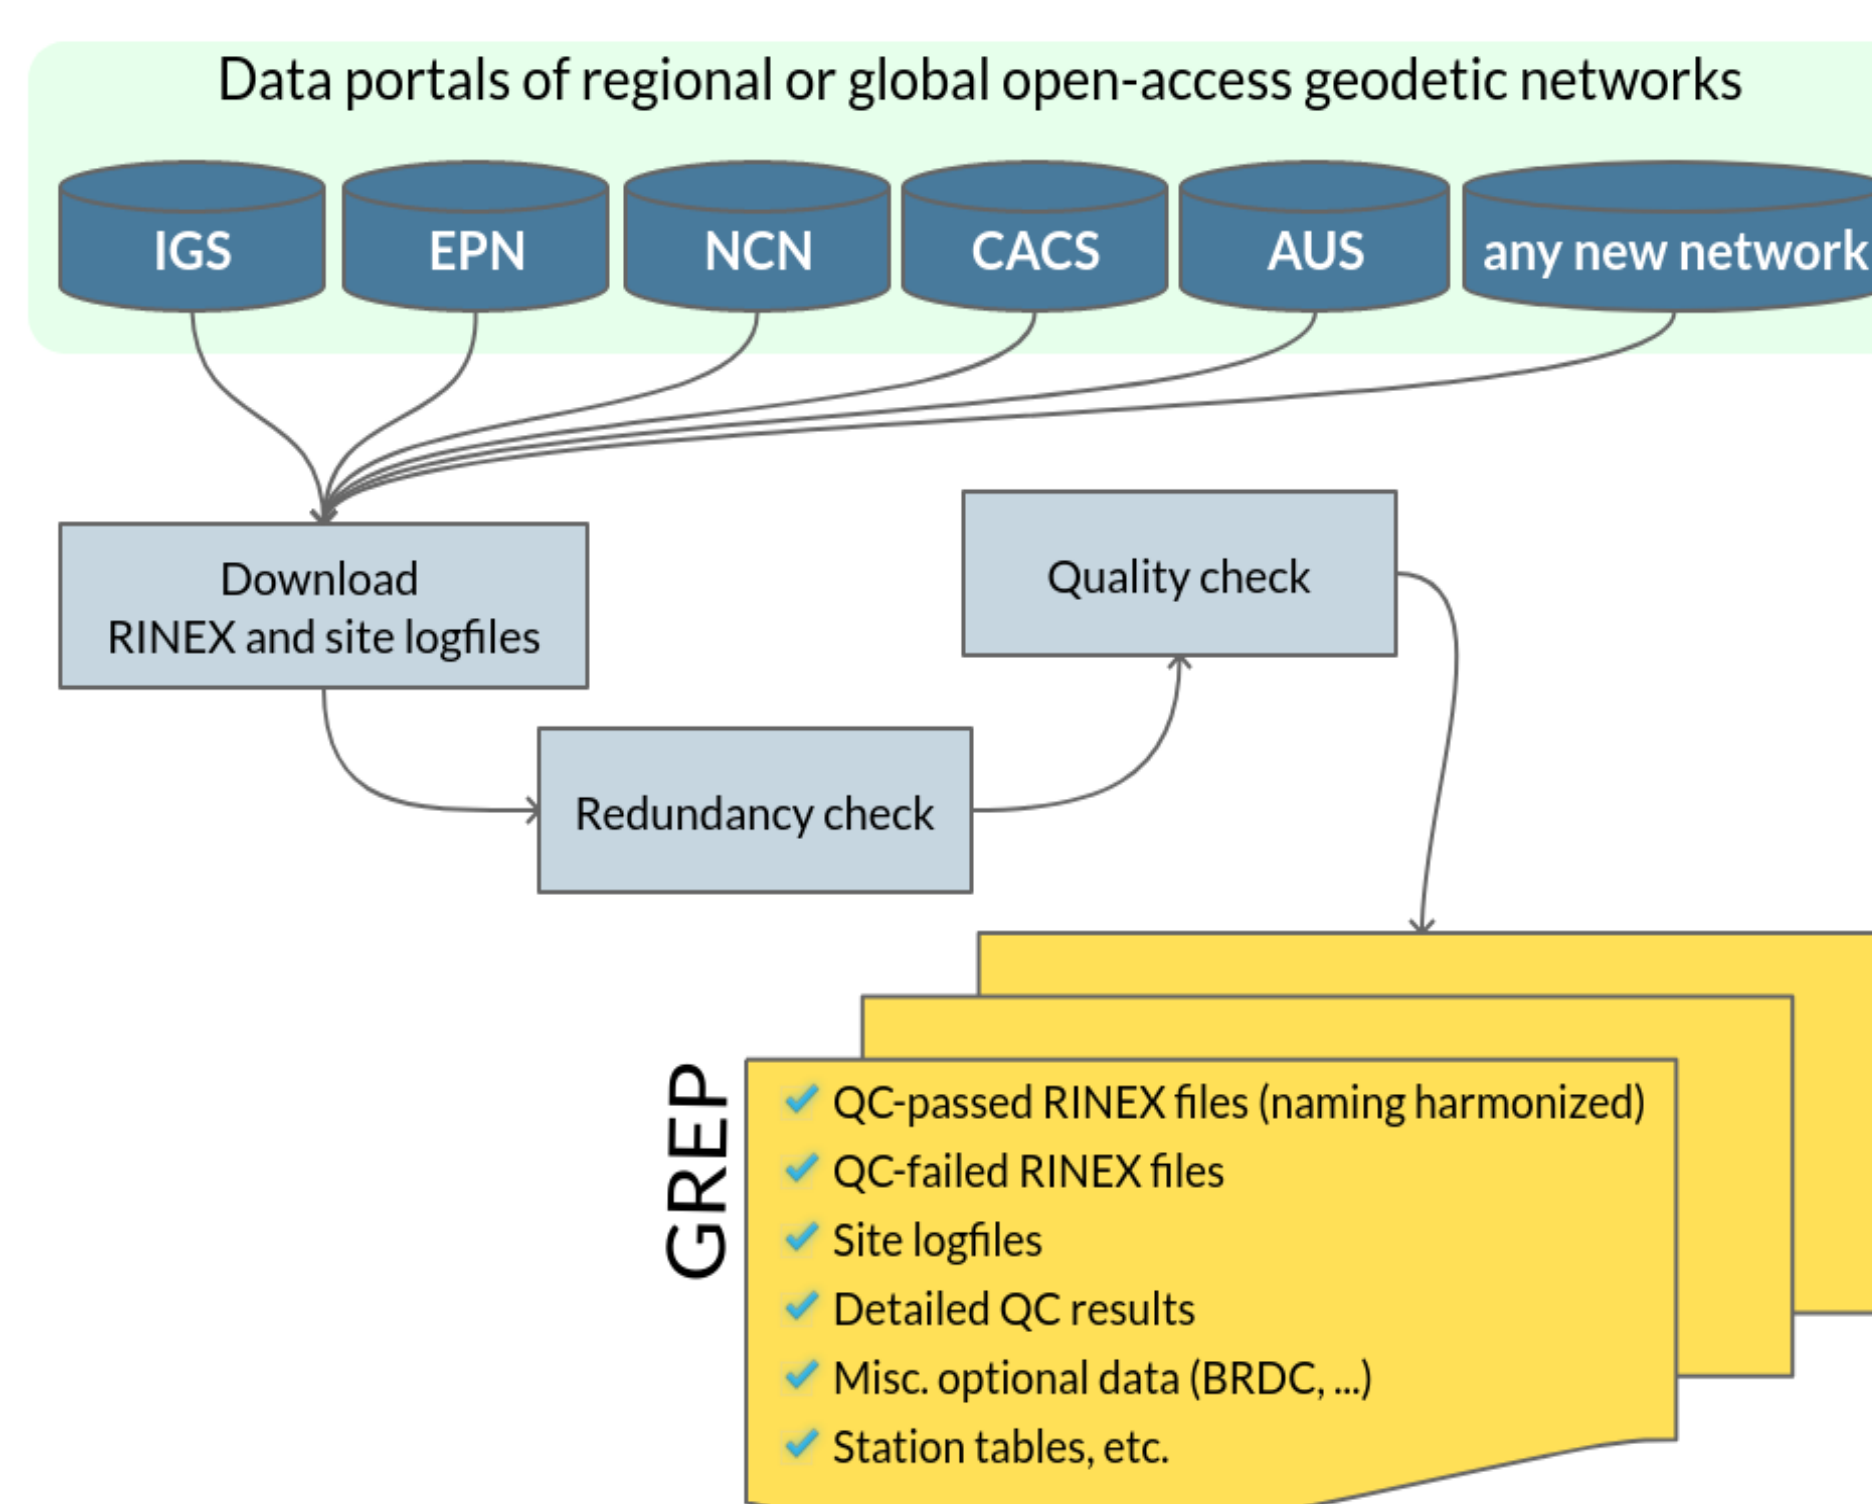 Data portals of regional or global open-access geodetic networks
IGS
EPN
NCN
CACS
AUS
any new network
Download
RINEX and site logfiles
Quality check
Redundancy check
GREP
QC-passed RINEX files (naming harmonized)
QC-failed RINEX files
Site logfiles
Detailed QC results
Misc. optional data (BRDC, ...)
Station tables, etc.